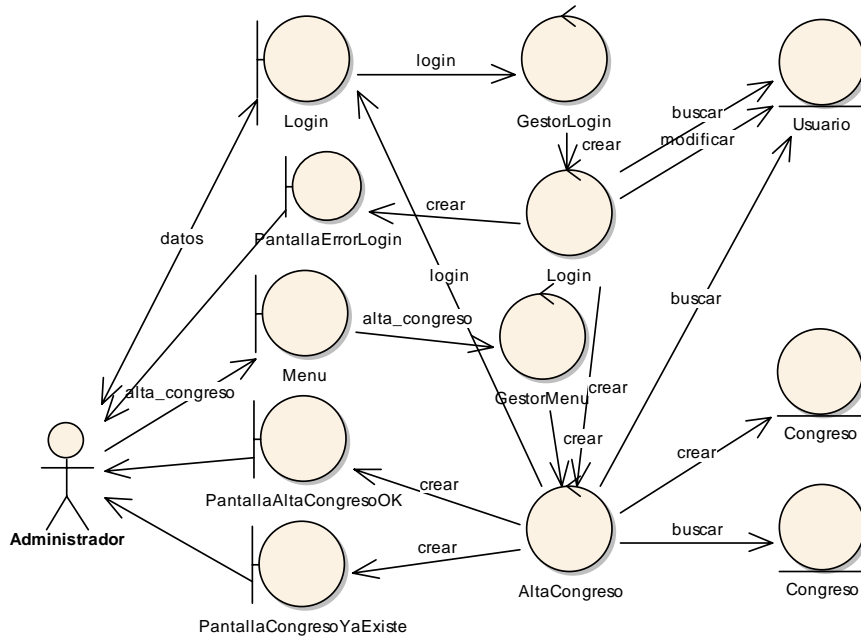 login
Login
GestorLogin
Usuario
buscar
modificar
crear
crear
datos
PantallaErrorLogin
Login
login
buscar
alta_congreso
alta_congreso
Menu
GestorMenu
crear
crear
Congreso
crear
crear
PantallaAltaCongresoOK
Administrador
crear
buscar
AltaCongreso
Congreso
PantallaCongresoYaExiste